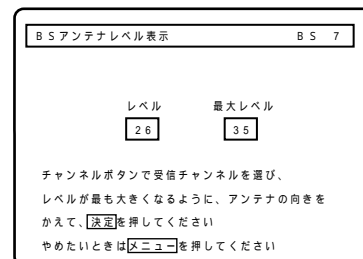 BSアンテナレベル表示 BS 7
レベル 最大レベル
26 35
チャンネルボタンで受信チャンネルを選び、
レベルが最も大きくなるように、アンテナの向きを
かえて、決定を押してください
やめたいときはメニューを押してください